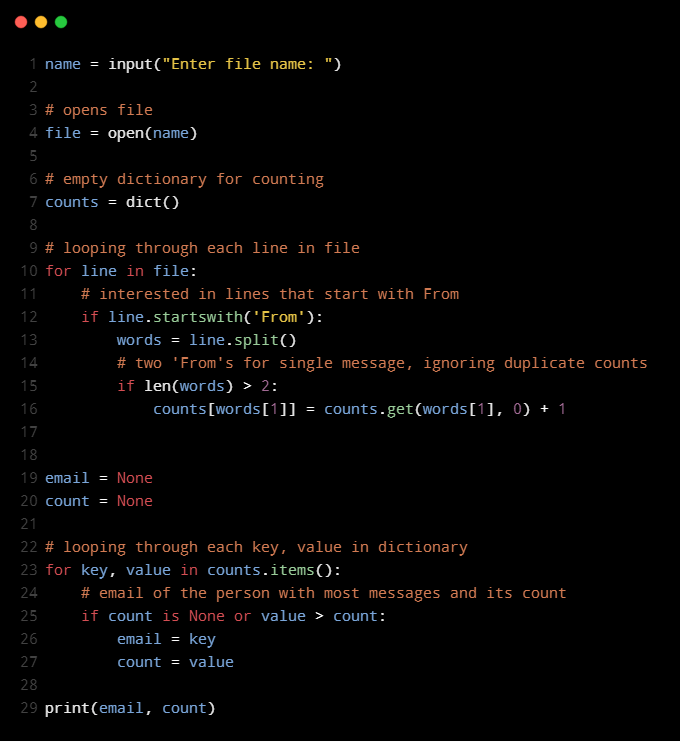 1 name = input("Enter file name: ")
2
3 # opens file
4 file = open(name)
5
6 # empty dictionary for counting
7 counts = dict()
8
9 # looping through each line in file
10 for line in file:
11     # interested in lines that start with From
12     if line.startswith('From'):
13         words = line.split()
14         # two 'From's for single message, ignoring duplicate counts
15         if len(words) > 2:
16             counts[words[1]] = counts.get(words[1], 0) + 1
17
18
19 email = None
20 count = None
21
22 # looping through each key, value in dictionary
23 for key, value in counts.items():
24     # email of the person with most messages and its count
25     if count is None or value > count:
26         email = key
27         count = value
28
29 print(email, count)